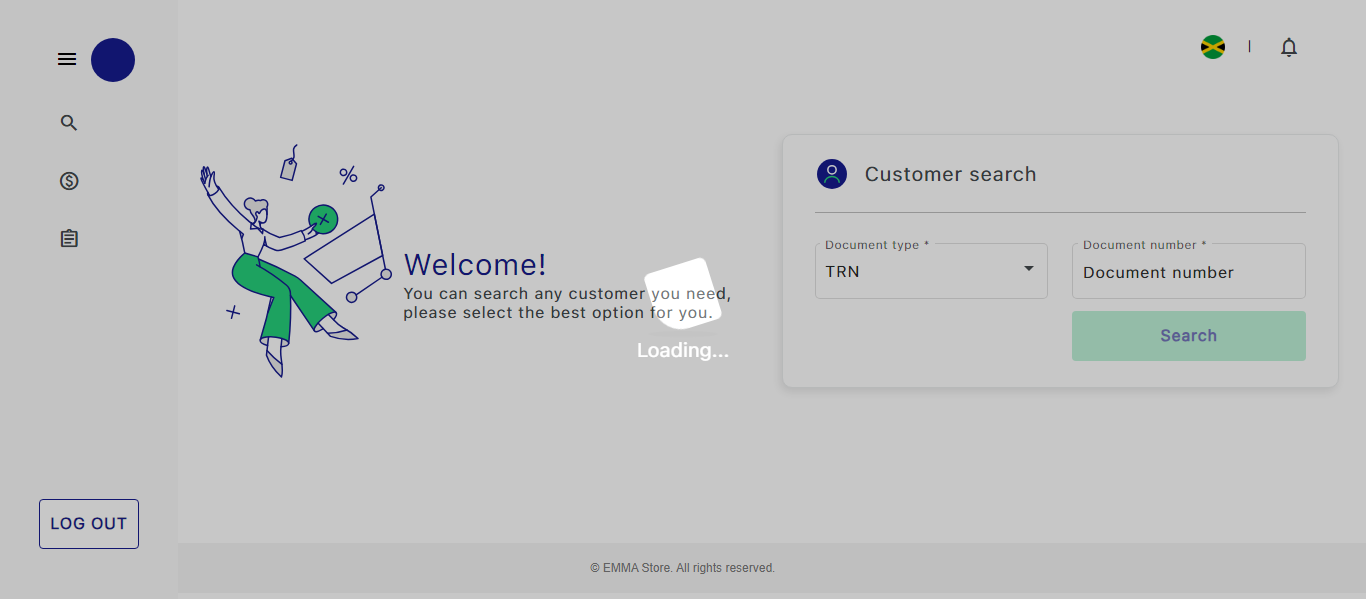 Customer search
Document type *
TRN
Document number *
Document number
Search
Welcome!
You can search any customer you need,
please select the best option for you.
Loading...
LOG OUT
© EMMA Store. All rights reserved.